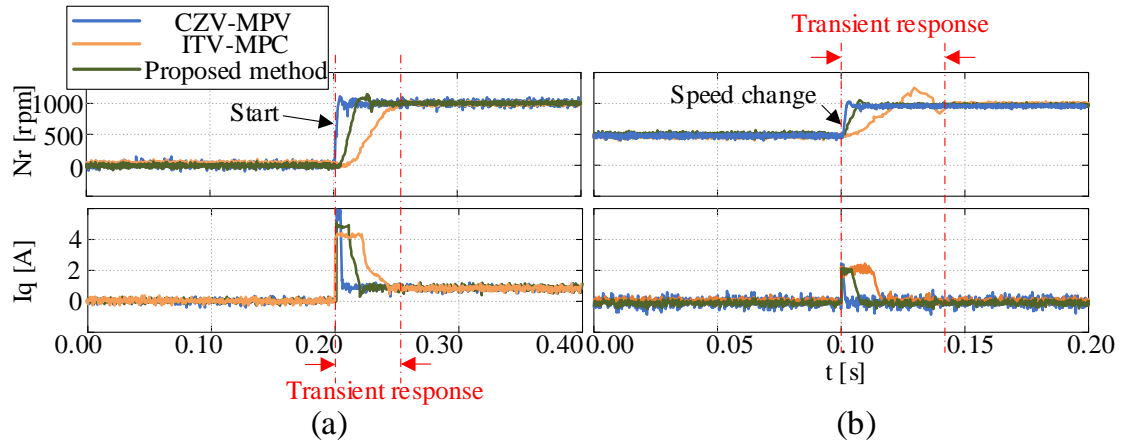 CZV-MPV
ITV-MPC
Proposed method
Transient response
Nr [rpm]
1000
500
0
Start
Speed change
Iq [A]
4
2
0
0.00
0.10
0.20
0.30
0.40
0.00
0.05
0.10
0.15
0.20
t [s]
Transient response
(a)
(b)